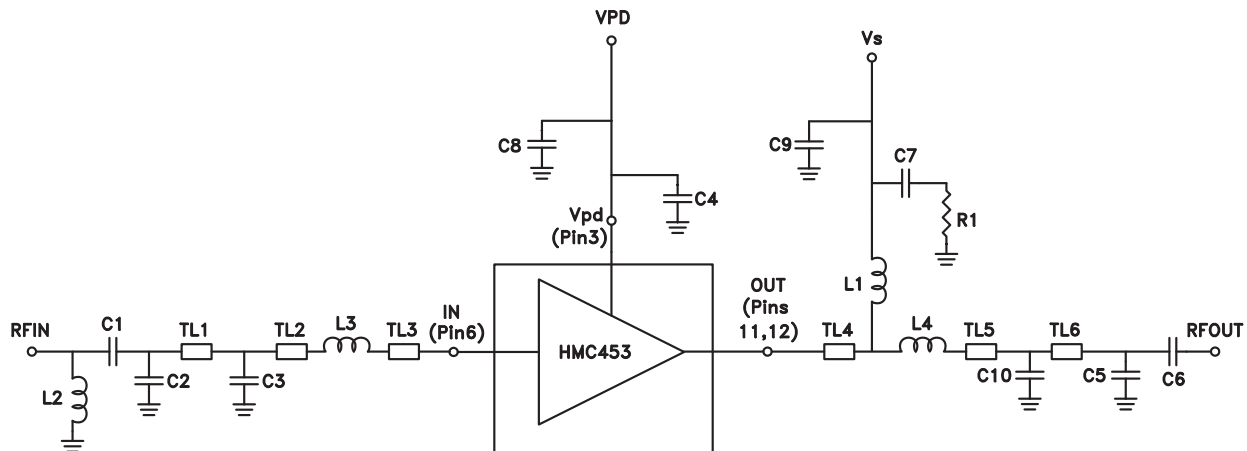 VPD
Vs
C8
C9
C7
C4
Vpd
(Pin3)
R1
L1
OUT
(Pins
11,12)
IN
(Pin6)
RFIN
C1
TL1
TL2
L3
TL3
HMC453
TL4
L4
TL5
TL6
RFOUT
L2
C2
C3
C10
C5
C6